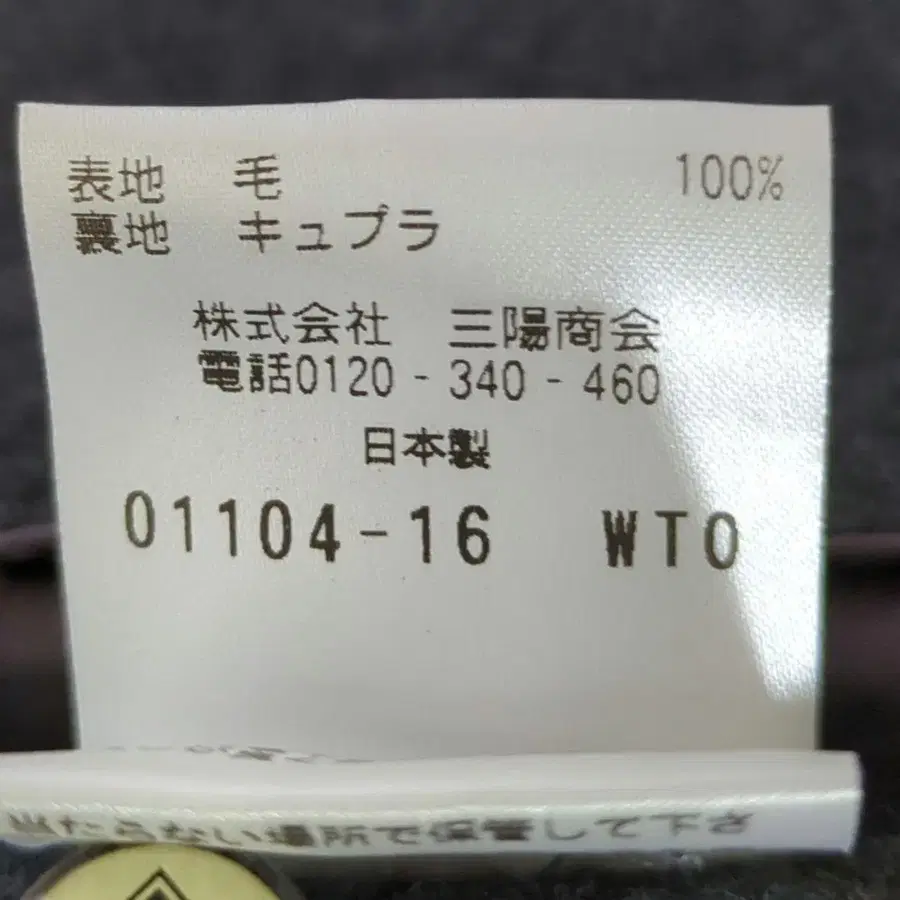 表地 毛 100%
裏地 キュプラ
株式会社 三陽商会
電話0120-340-460
日本製
01104-16 WTO
当たらない場所で保管して下さ